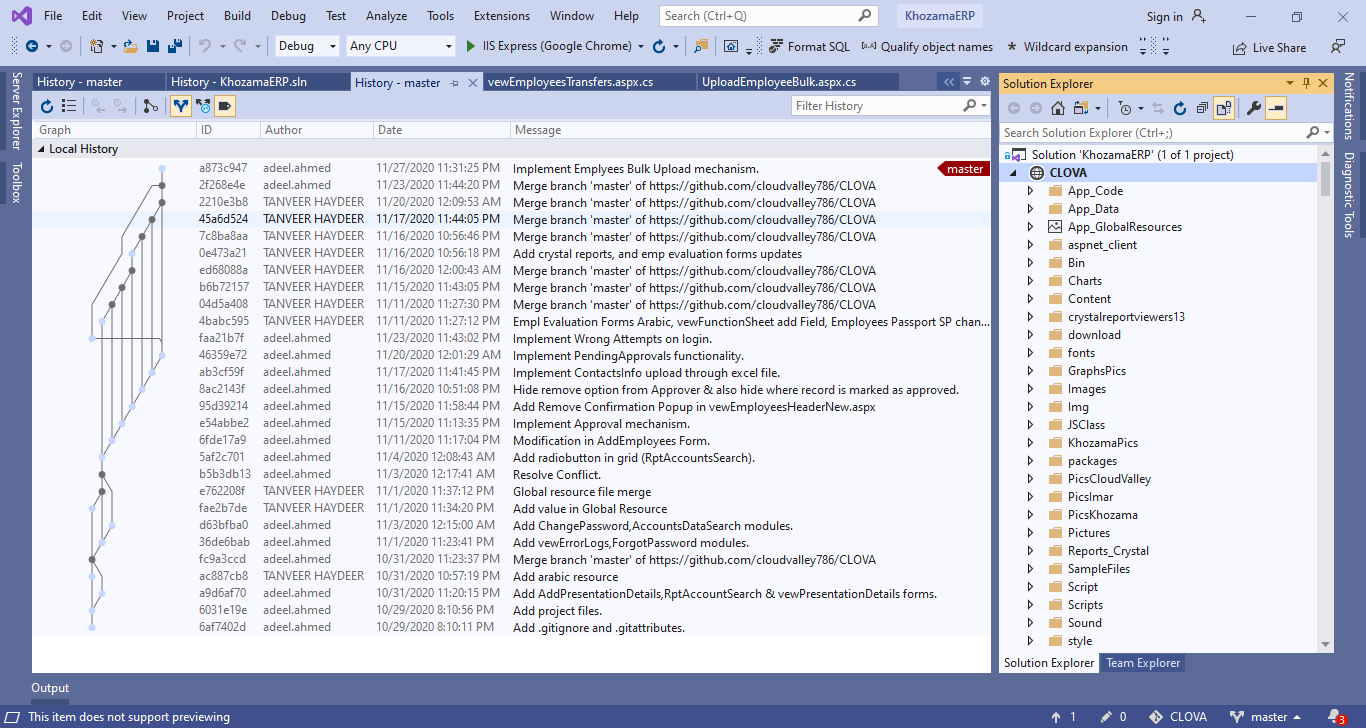 File Edit View Project Build Debug Test Analyze Tools Extensions Window Help Search (Ctrl+Q) KhozamaERP Sign in
Debug Any CPU IIS Express (Google Chrome) Format SQL [AA] Qualify object names Wildcard expansion Live Share
Server Explorer
Toolbox
History - master History - KhozamaERP.sln History - master vewEmployeesTransfers.aspx.cs UploadEmployeeBulk.aspx.cs
Filter History
Graph ID Author Date Message
Local History
a873c947 adeel.ahmed 11/27/2020 11:31:25 PM Implement Emplyees Bulk Upload mechanism. master
2f268e4e adeel.ahmed 11/23/2020 11:44:20 PM Merge branch 'master' of https://github.com/cloudvalley786/CLOVA
2210e3b8 TANVEER HAYDEER 11/20/2020 12:09:53 AM Merge branch 'master' of https://github.com/cloudvalley786/CLOVA
45a6d524 TANVEER HAYDEER 11/17/2020 11:44:05 PM Merge branch 'master' of https://github.com/cloudvalley786/CLOVA
7c8ba8aa TANVEER HAYDEER 11/16/2020 10:56:46 PM Merge branch 'master' of https://github.com/cloudvalley786/CLOVA
0e473a21 TANVEER HAYDEER 11/16/2020 10:56:18 PM Add crystal reports, and emp evaluation forms updates
ed68088a TANVEER HAYDEER 11/16/2020 12:00:43 AM Merge branch 'master' of https://github.com/cloudvalley786/CLOVA
b6b72157 TANVEER HAYDEER 11/15/2020 11:43:05 PM Merge branch 'master' of https://github.com/cloudvalley786/CLOVA
04d5a408 TANVEER HAYDEER 11/11/2020 11:27:30 PM Merge branch 'master' of https://github.com/cloudvalley786/CLOVA
4babc595 TANVEER HAYDEER 11/11/2020 11:27:12 PM Empl Evaluation Forms Arabic, vewFunctionSheet add Field, Employees Passport SP chan...
faa21b7f adeel.ahmed 11/23/2020 11:43:02 PM Implement Wrong Attempts on login.
46359e72 adeel.ahmed 11/20/2020 12:01:29 AM Implement PendingApprovals functionality.
ab3cf59f adeel.ahmed 11/17/2020 11:41:45 PM Implement ContactsInfo upload through excel file.
8ac2143f adeel.ahmed 11/16/2020 10:51:08 PM Hide remove option from Approver & also hide where record is marked as approved.
95d39214 adeel.ahmed 11/15/2020 11:58:44 PM Add Remove Confirmation Popup in vewEmployeesHeaderNew.aspx
e54abbe2 adeel.ahmed 11/15/2020 11:13:35 PM Implement Approval mechanism.
6fde17a9 adeel.ahmed 11/11/2020 11:17:04 PM Modification in AddEmployees Form.
5af2c701 adeel.ahmed 11/4/2020 12:08:43 AM Add radiobutton in grid (RptAccountsSearch).
b5b3db13 adeel.ahmed 11/3/2020 12:17:41 AM Resolve Conflict.
e762208f TANVEER HAYDEER 11/1/2020 11:37:12 PM Global resource file merge
fae2b7de TANVEER HAYDEER 11/1/2020 11:34:20 PM Add value in Global Resource
d63bfba0 adeel.ahmed 11/3/2020 12:15:00 AM Add ChangePassword,AccountsDataSearch modules.
36de6bab adeel.ahmed 11/1/2020 11:23:41 PM Add vewErrorLogs,ForgotPassword modules.
fc9a3ccd adeel.ahmed 10/31/2020 11:23:37 PM Merge branch 'master' of https://github.com/cloudvalley786/CLOVA
ac887cb8 TANVEER HAYDEER 10/31/2020 10:57:19 PM Add arabic resource
a9d6af70 adeel.ahmed 10/31/2020 11:20:15 PM Add AddPresentationDetails,RptAccountSearch & vewPresentationDetails forms.
6031e19e adeel.ahmed 10/29/2020 8:10:56 PM Add project files.
6af7402d adeel.ahmed 10/29/2020 8:10:11 PM Add .gitignore and .gitattributes.
Solution Explorer
Search Solution Explorer (Ctrl+;)
Solution 'KhozamaERP' (1 of 1 project)
CLOVA
App_Code
App_Data
App_GlobalResources
aspnet_client
Bin
Charts
Content
crystalreportviewers13
download
fonts
GraphsPics
Images
Img
JSClass
KhozamaPics
packages
PicsCloudValley
PicsImar
PicsKhozama
Pictures
Reports_Crystal
SampleFiles
Script
Scripts
Sound
style
Solution Explorer Team Explorer
Notifications
Diagnostic Tools
Output
This item does not support previewing 1 0 CLOVA master 3